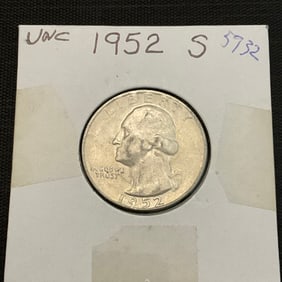 UNC 1952 S 5732
LIBERTY
IN GOD WE
TRUST
1952